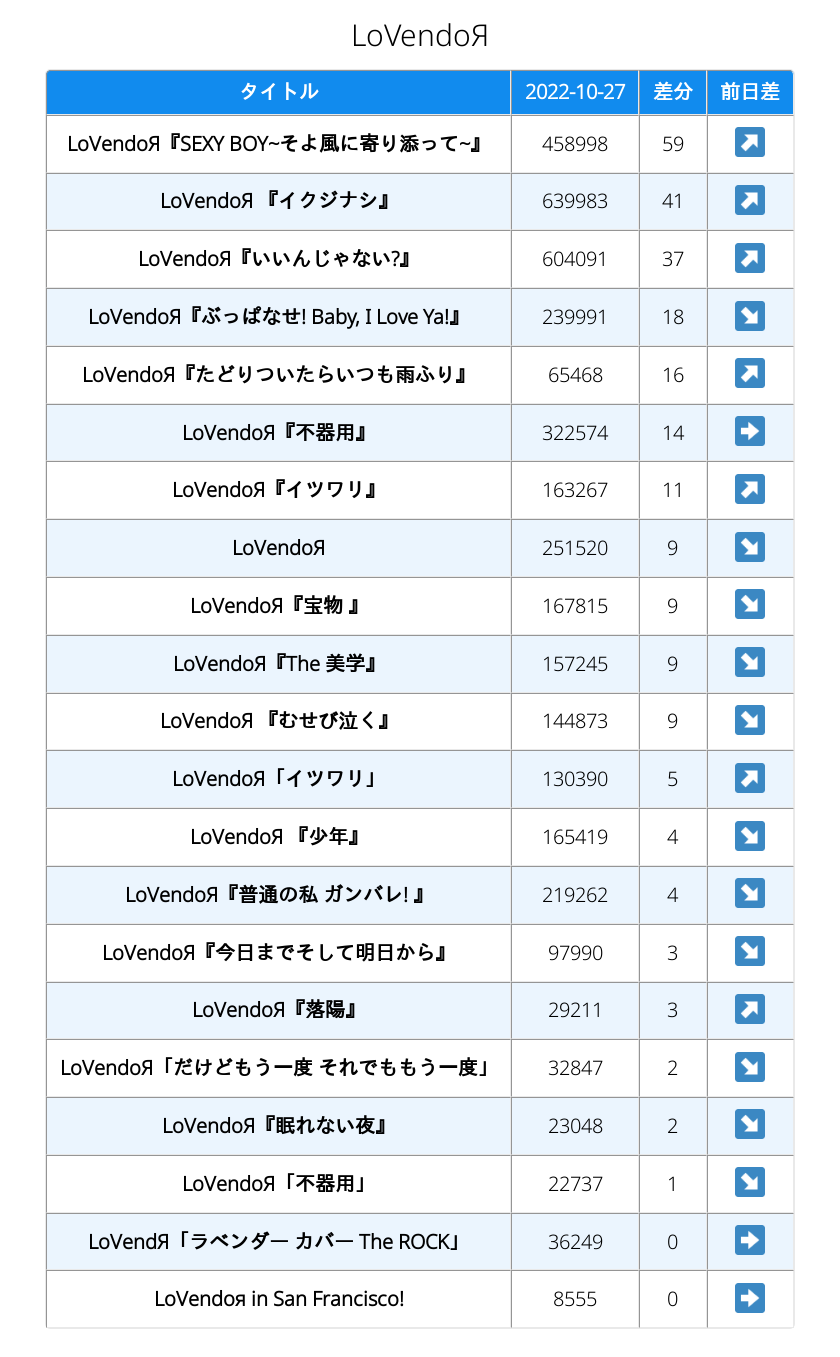 LoVendoЯ
タイトル 2022-10-27 差分 前日差
LoVendoЯ『SEXY BOY~そよ風に寄り添って~』 458998 59 ↗
LoVendoЯ 『イクジナシ』 639983 41 ↗
LoVendoЯ『いいんじゃない?』 604091 37 ↗
LoVendoЯ『ぶっぱなせ! Baby, I Love Ya!』 239991 18 ↘
LoVendoЯ『たどりついたらいつも雨ふり』 65468 16 ↗
LoVendoЯ『不器用』 322574 14 ➡
LoVendoЯ『イツワリ』 163267 11 ↗
LoVendoЯ 251520 9 ↘
LoVendoЯ『宝物 』 167815 9 ↘
LoVendoЯ『The 美学』 157245 9 ↘
LoVendoЯ 『むせび泣く』 144873 9 ↘
LoVendoЯ「イツワリ」 130390 5 ↗
LoVendoЯ 『少年』 165419 4 ↘
LoVendoЯ『普通の私 ガンバレ! 』 219262 4 ↘
LoVendoЯ『今日までそして明日から』 97990 3 ↘
LoVendoЯ『落陽』 29211 3 ↗
LoVendoЯ「だけどもう一度 それでももう一度」 32847 2 ↘
LoVendoЯ『眠れない夜』 23048 2 ↘
LoVendoЯ「不器用」 22737 1 ↘
LoVendЯ「ラベンダー カバー The ROCK」 36249 0 ➡
LoVendoя in San Francisco! 8555 0 ➡